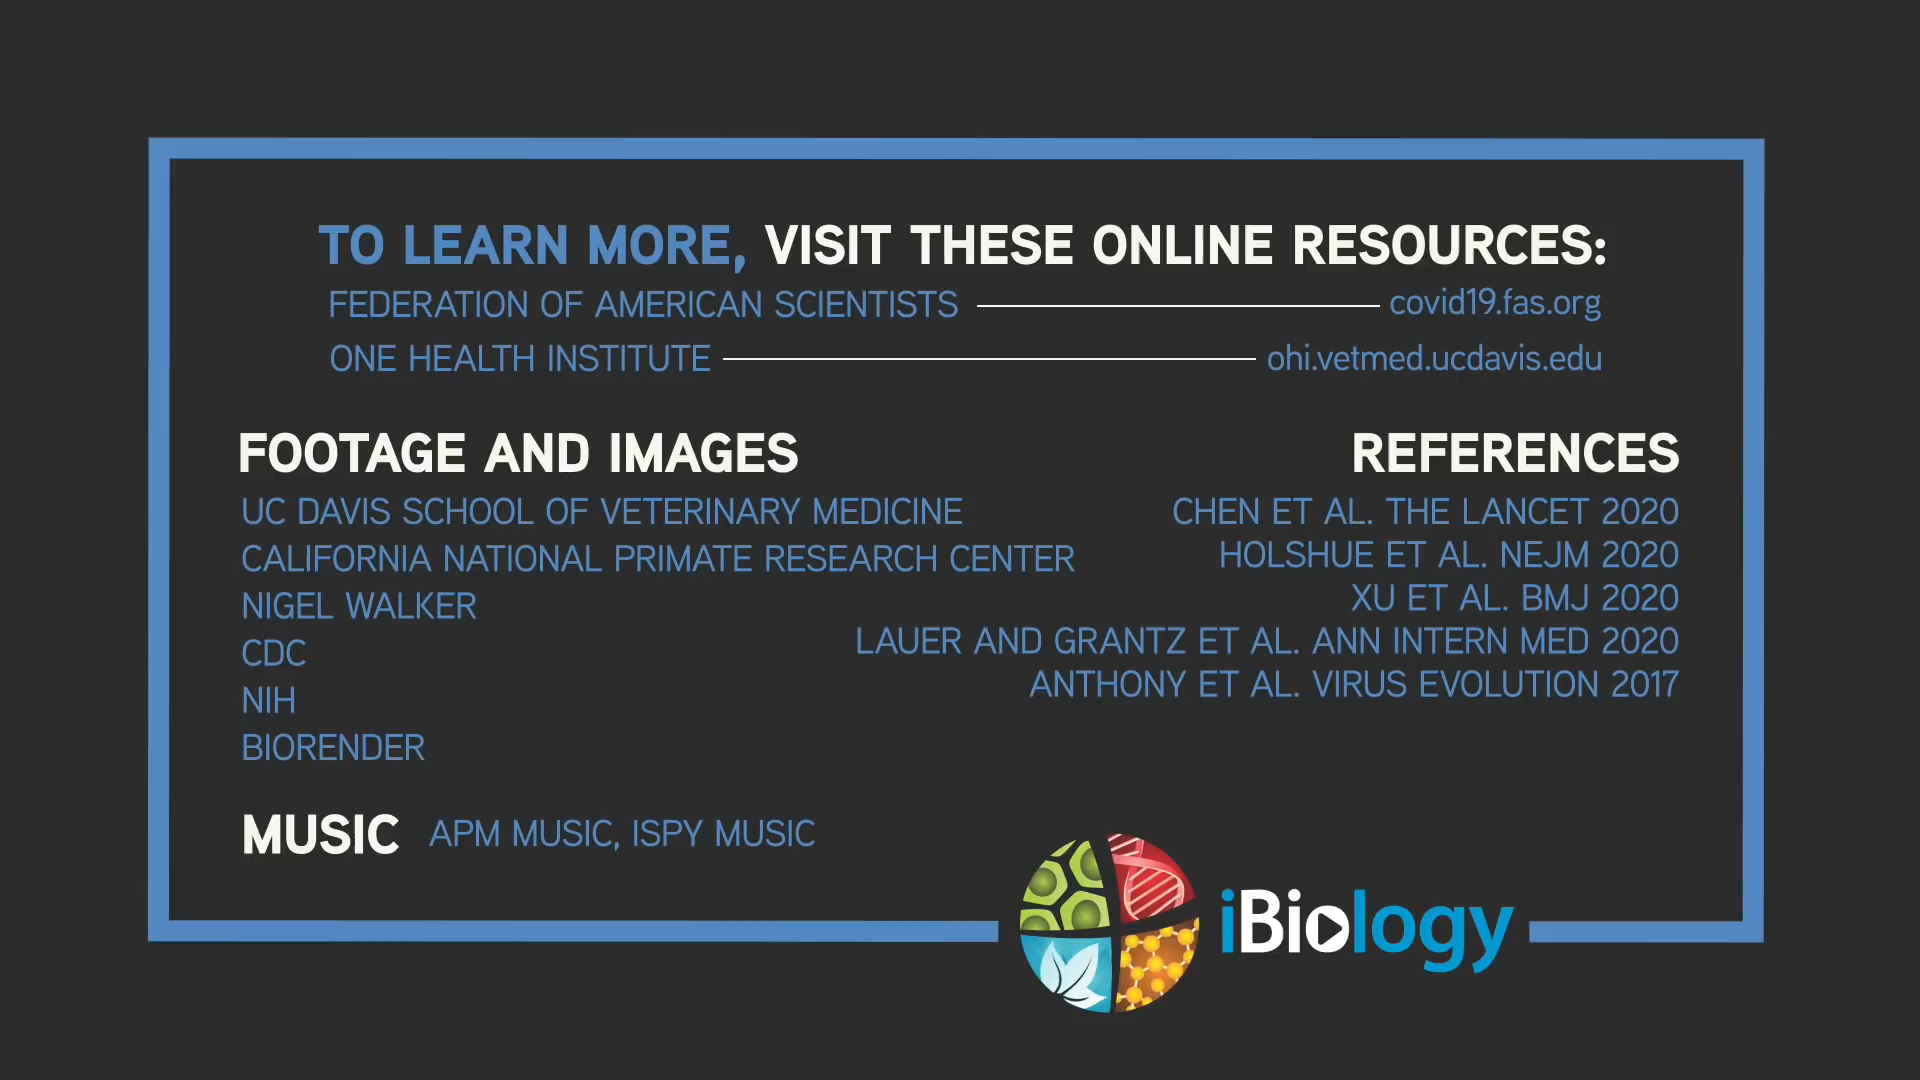 TO LEARN MORE, VISIT THESE ONLINE RESOURCES:
FEDERATION OF AMERICAN SCIENTISTS covid19.fas.org
ONE HEALTH INSTITUTE ohi.vetmed.ucdavis.edu
FOOTAGE AND IMAGES
UC DAVIS SCHOOL OF VETERINARY MEDICINE
CALIFORNIA NATIONAL PRIMATE RESEARCH CENTER
NIGEL WALKER
CDC
NIH
BIORENDER
REFERENCES
CHEN ET AL. THE LANCET 2020
HOLSHUE ET AL. NEJM 2020
XU ET AL. BMJ 2020
LAUER AND GRANTZ ET AL. ANN INTERN MED 2020
ANTHONY ET AL. VIRUS EVOLUTION 2017
MUSIC APM MUSIC, ISPY MUSIC
iBiology